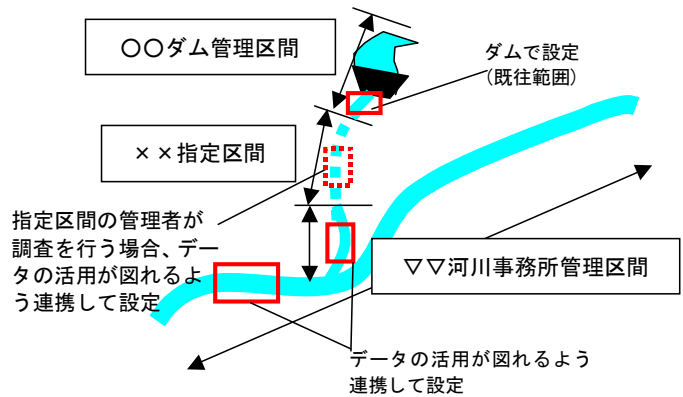 〇〇ダム管理区間
ダムで設定
(既往範囲)
××指定区間
指定区間の管理者が
調査を行う場合、デー
タの活用が図れるよ
う連携して設定
▽▽河川事務所管理区間
データの活用が図れるよう
連携して設定